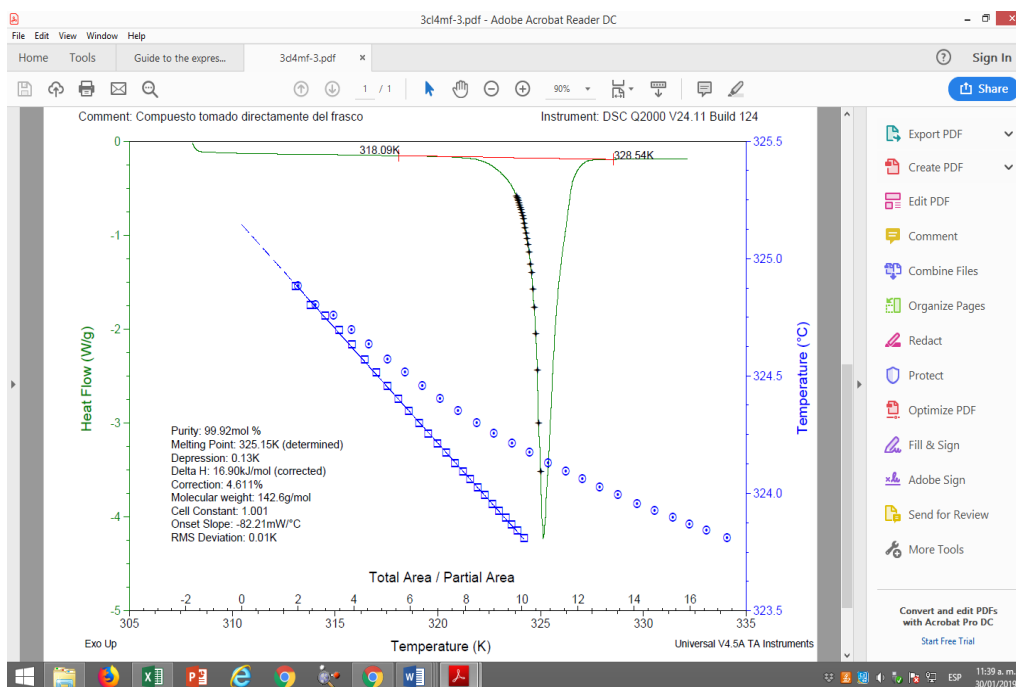 3cl4mf-3.pdf - Adobe Acrobat Reader DC
File Edit View Window Help
Home Tools Guide to the expres... 3cl4mf-3.pdf × Sign In
1 / 1 90% Share
Comment: Compuesto tomado directamente del frasco Instrument: DSC Q2000 V24.11 Build 124
0 318.09K 328.54K 325.5
-1
325.0
-2
Heat Flow (W/g)
324.5
Temperature (°C)
-3
Purity: 99.92mol %
Melting Point: 325.15K (determined)
Depression: 0.13K
Delta H: 16.90kJ/mol (corrected)
Correction: 4.611%
Molecular weight: 142.6g/mol
Cell Constant: 1.001
Onset Slope: -82.21mW/°C
RMS Deviation: 0.01K
324.0
-4
Total Area / Partial Area
-2 0 2 4 6 8 10 12 14 16
-5 323.5
305 310 315 320 325 330 335
Exo Up Temperature (K) Universal V4.5A TA Instruments
Export PDF
Create PDF
Edit PDF
Comment
Combine Files
Organize Pages
Redact
Protect
Optimize PDF
Fill & Sign
Adobe Sign
Send for Review
More Tools
Convert and edit PDFs
with Acrobat Pro DC
Start Free Trial
ESP 11:39 a. m.
30/01/2019